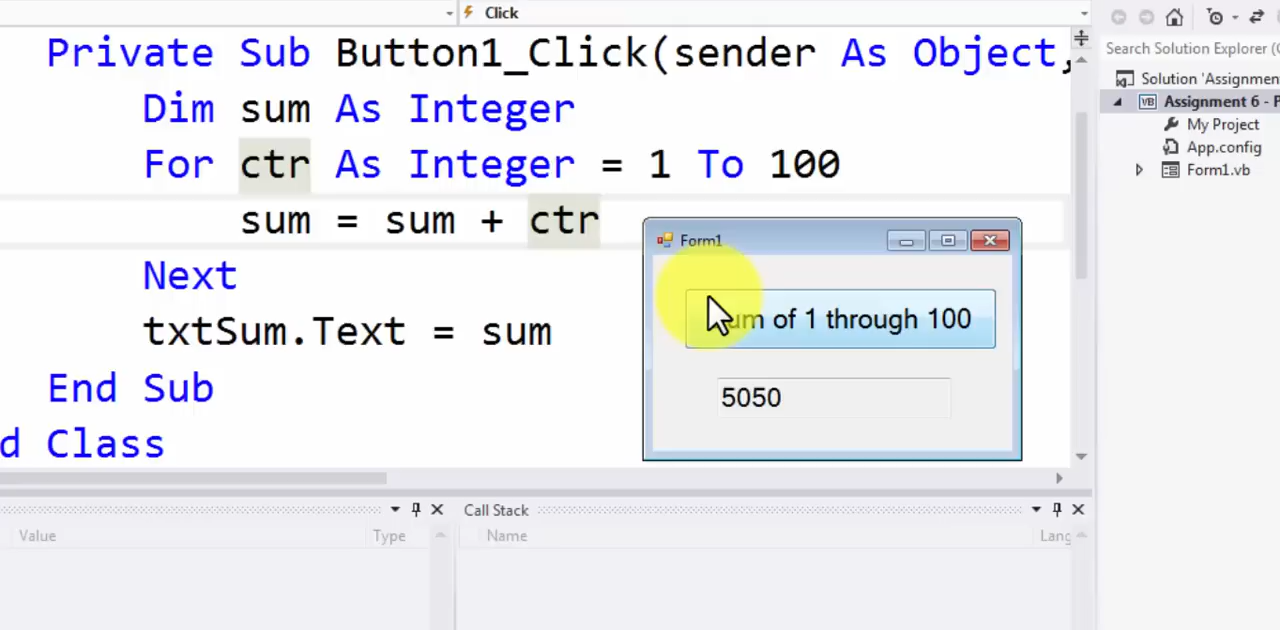 Click
Private Sub Button1_Click(sender As Object,
Dim sum As Integer
For ctr As Integer = 1 To 100
sum = sum + ctr
Next
txtSum.Text = sum
End Sub
d Class
Form1
of 1 through 100
5050
Search Solution Explorer (C
Solution 'Assignmen
VB Assignment 6 - P
My Project
App.config
Form1.vb
Value Type
Call Stack
Name Lang